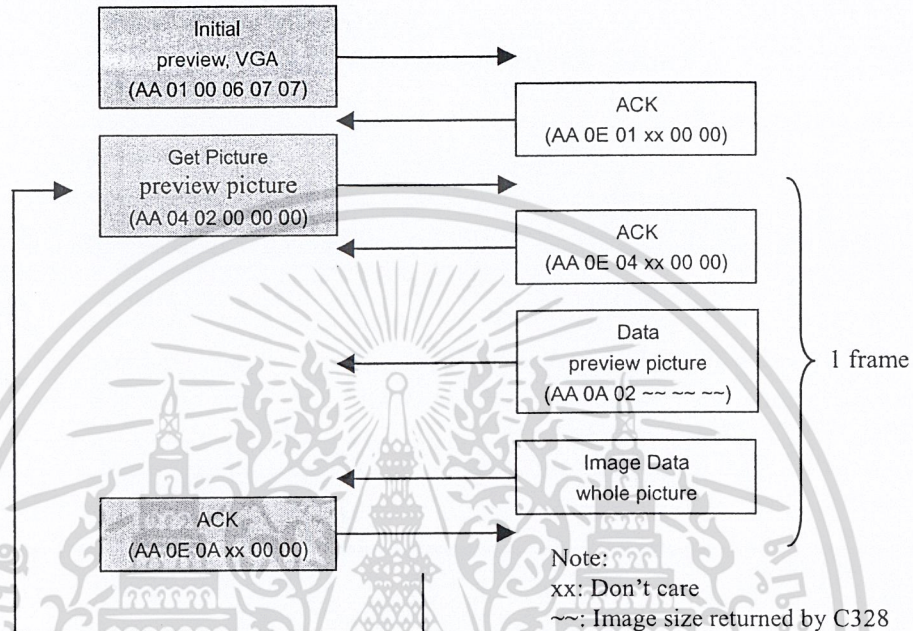 Initial
preview, VGA
(AA 01 00 06 07 07)
ACK
(AA 0E 01 xx 00 00)
Get Picture
preview picture
(AA 04 02 00 00 00)
ACK
(AA 0E 04 xx 00 00)
Data
preview picture
(AA 0A 02 ~~ ~~ ~~)
1 frame
Image Data
whole picture
ACK
(AA 0E 0A xx 00 00)
Note:
xx: Don't care
~~: Image size returned by C328